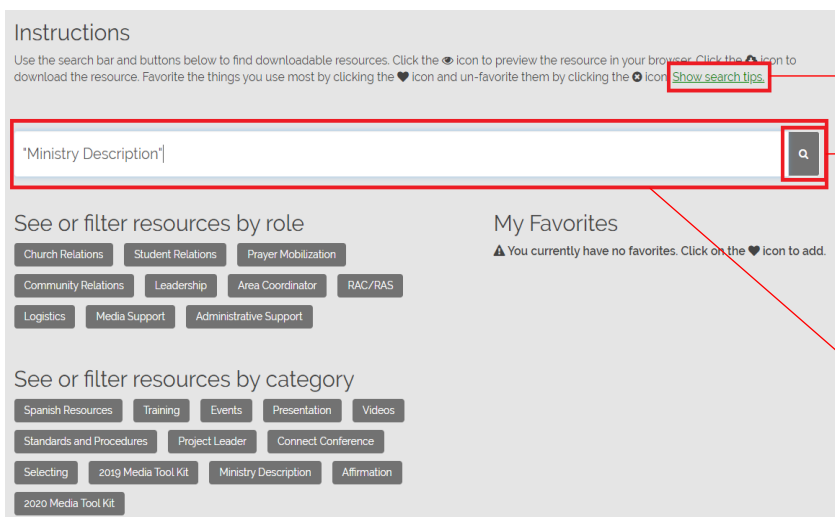 Instructions
Use the search bar and buttons below to find downloadable resources. Click the icon to preview the resource in your browser. Click the icon to
download the resource. Favorite the things you use most by clicking the icon and un-favorite them by clicking the icon. Show search tips.
"Ministry Description"
See or filter resources by role
Church Relations Student Relations Prayer Mobilization
Community Relations Leadership Area Coordinator RAC/RAS
Logistics Media Support Administrative Support
My Favorites
You currently have no favorites. Click on the icon to add.
See or filter resources by category
Spanish Resources Training Events Presentation Videos
Standards and Procedures Project Leader Connect Conference
Selecting 2019 Media Tool Kit Ministry Description Affirmation
2020 Media Tool Kit